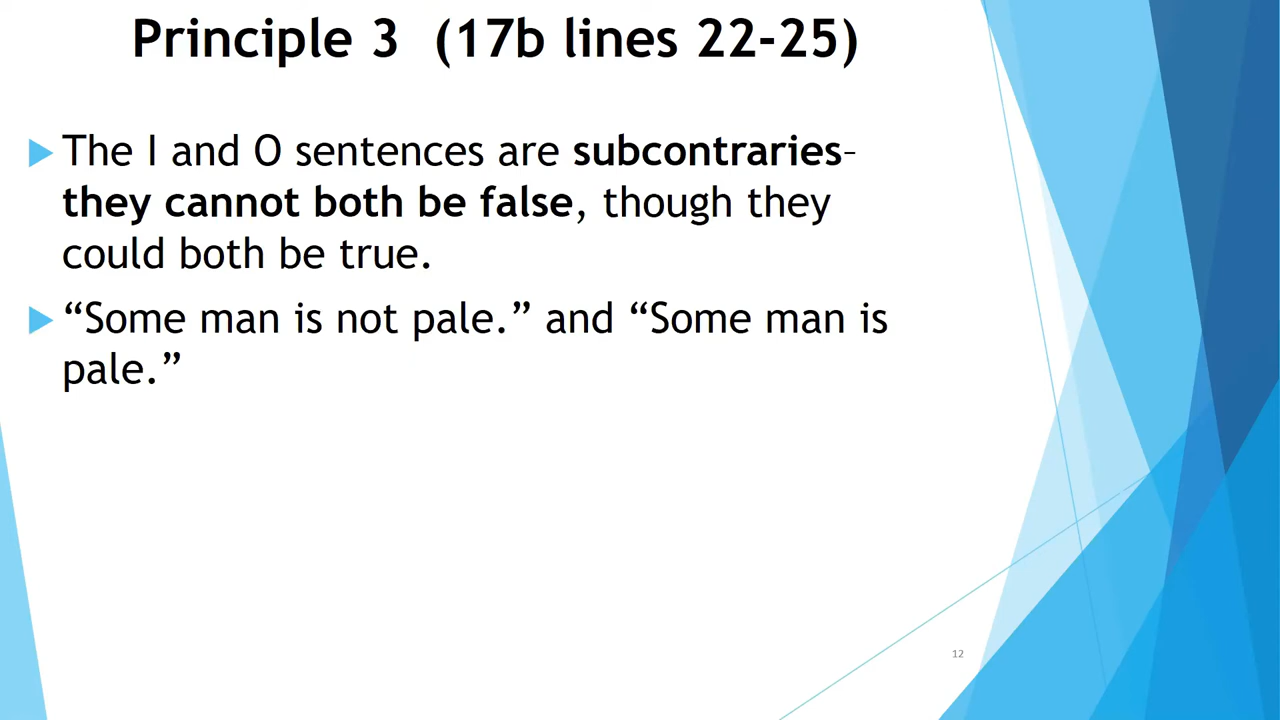 Principle 3 (17b lines 22-25)
The I and O sentences are subcontraries–
they cannot both be false, though they
could both be true.
“Some man is not pale.” and “Some man is
pale.”
12